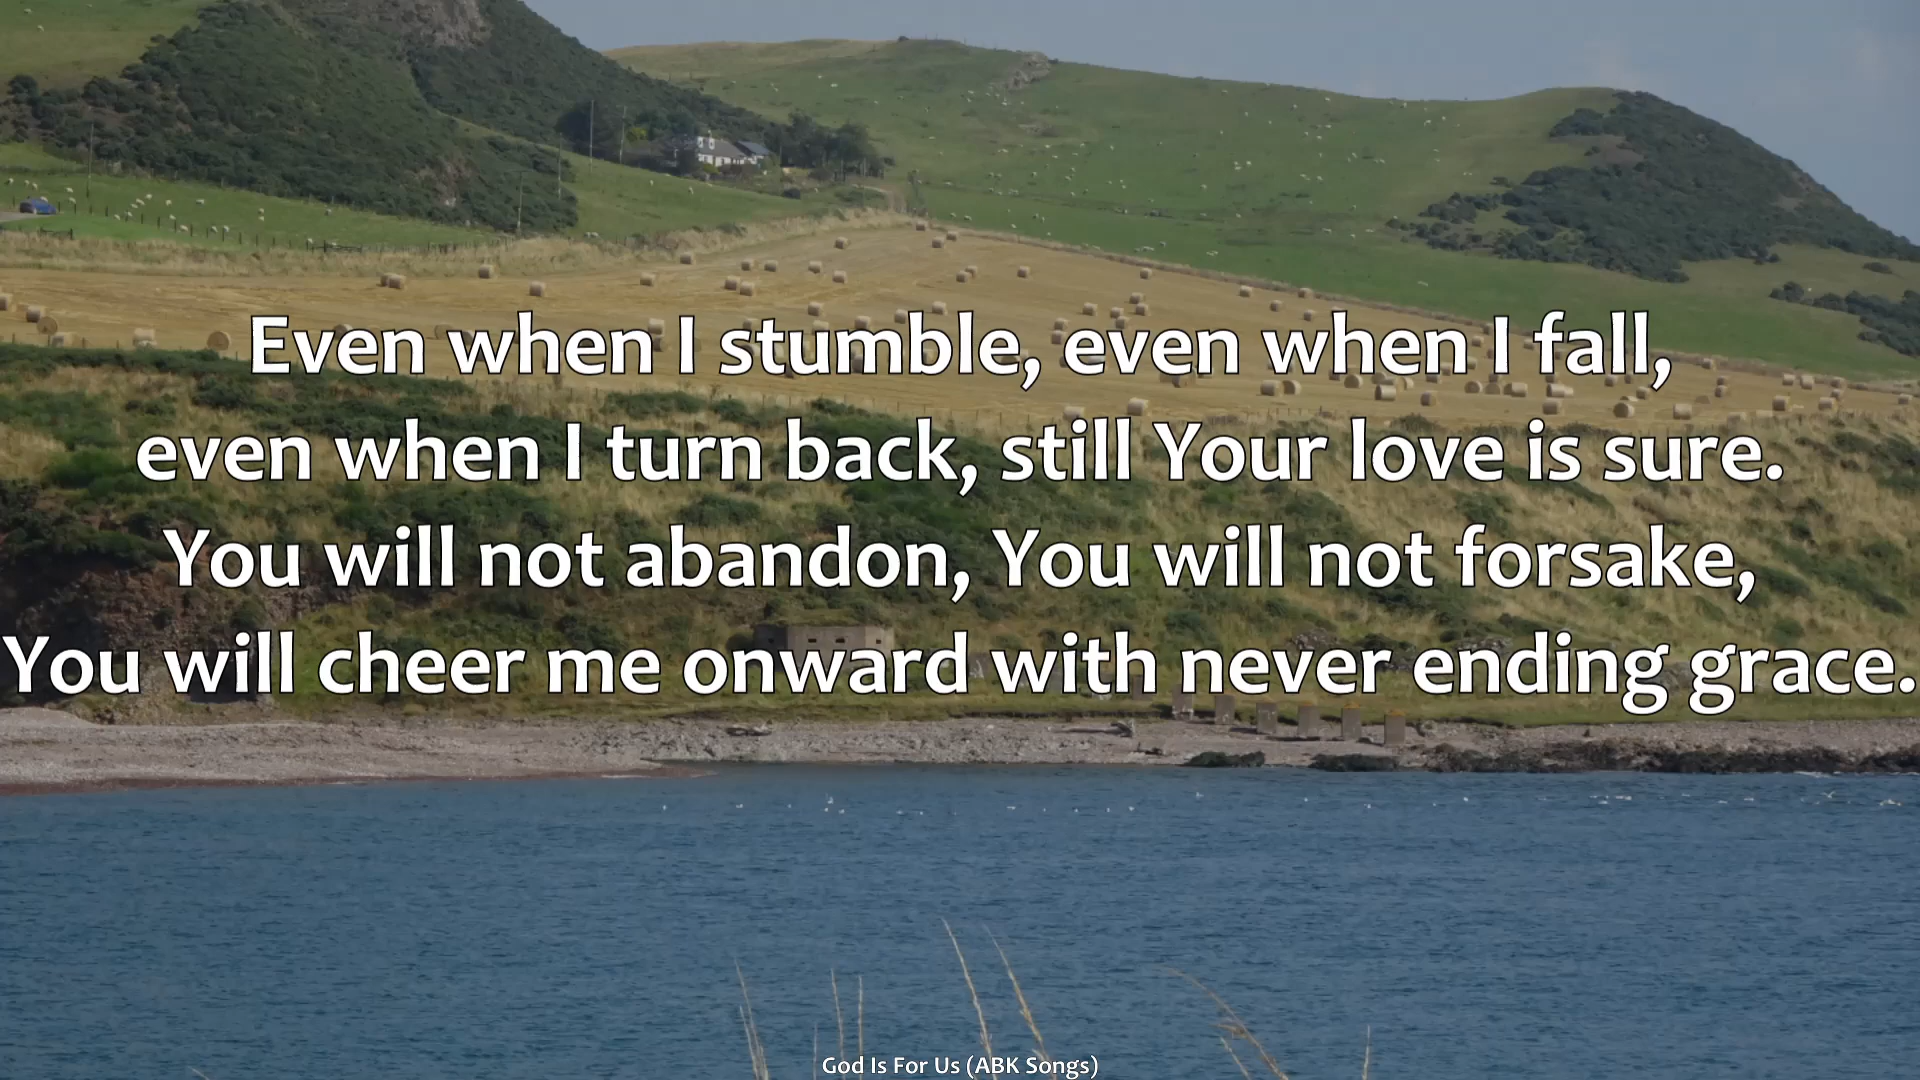 Even when I stumble, even when I fall,
even when I turn back, still Your love is sure.
You will not abandon, You will not forsake,
You will cheer me onward with never ending grace.
God Is For Us (ABK Songs)